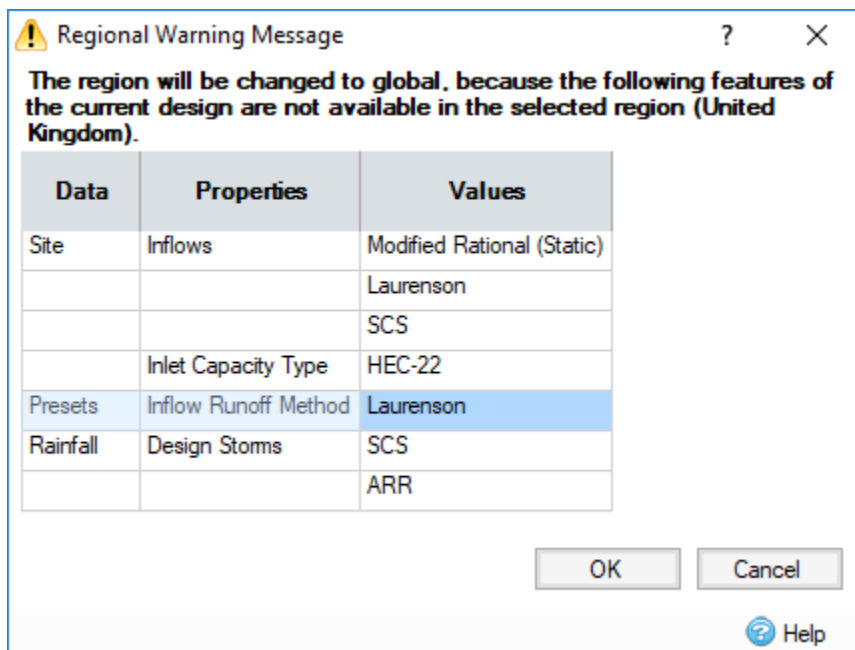 Regional Warning Message ? ×
The region will be changed to global, because the following features of
the current design are not available in the selected region (United
Kingdom).
Data Properties Values
Site Inflows Modified Rational (Static)
Laurenson
SCS
Inlet Capacity Type HEC-22
Presets Inflow Runoff Method Laurenson
Rainfall Design Storms SCS
ARR
OK Cancel
Help